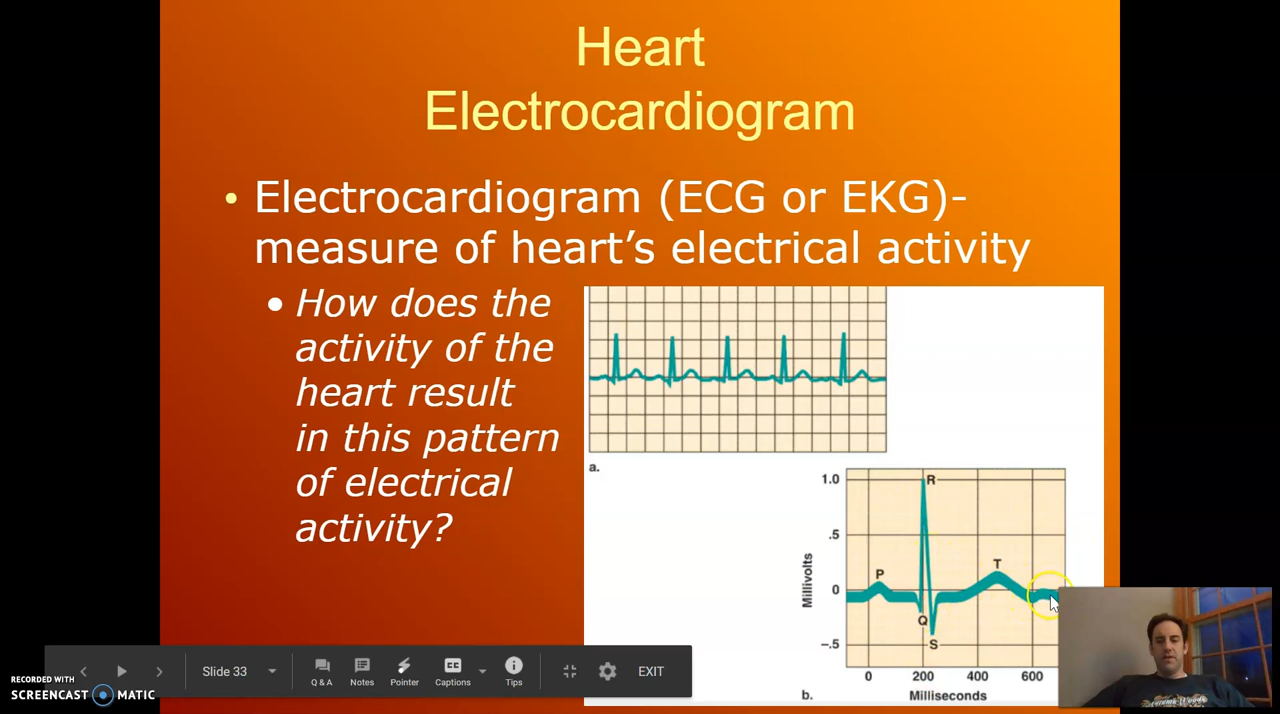 Heart
Electrocardiogram
• Electrocardiogram (ECG or EKG)-
measure of heart’s electrical activity
• How does the
activity of the
heart result
in this pattern
of electrical
activity?
a.
1.0
.5
0
-.5
Millivolts
R
P
T
Q
S
0 200 400 600
b. Milliseconds
Slide 33
Q & A
Notes
Pointer
Captions
Tips
EXIT
RECORDED WITH
SCREENCAST MATIC